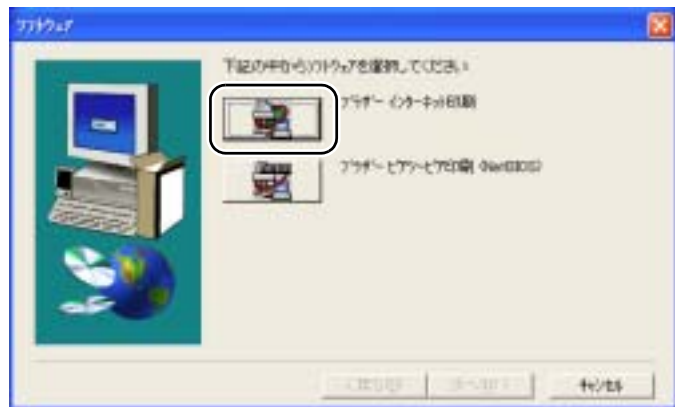 ソフトウェア
下記の中からソフトウェアを選択してください
ブラザー インターネット印刷
ブラザー ピアツーピア印刷 (NetBIOS)
キャンセル